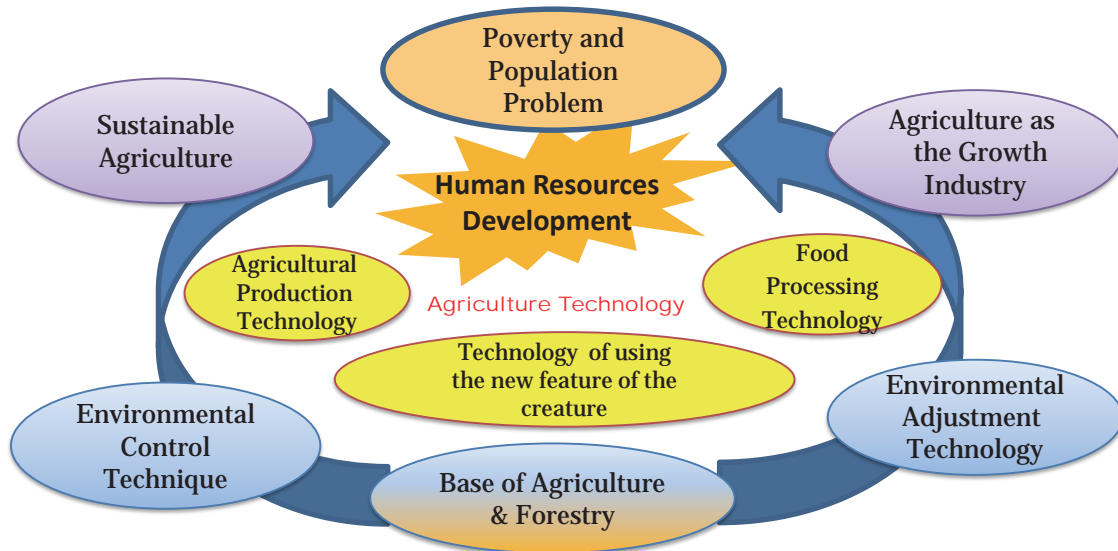 Poverty and
Population
Problem
Sustainable
Agriculture
Agriculture as
the Growth
Industry
Human Resources
Development
Agricultural
Production
Technology
Food
Processing
Technology
Agriculture Technology
Technology of using
the new feature of the
creature
Environmental
Control
Technique
Environmental
Adjustment
Technology
Base of Agriculture
& Forestry